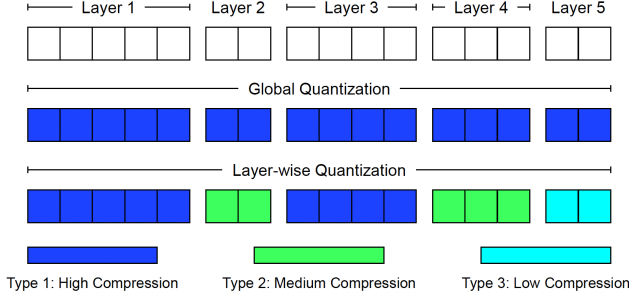 Layer 1 Layer 2 Layer 3 Layer 4 Layer 5
Global Quantization
Layer-wise Quantization
Type 1: High Compression Type 2: Medium Compression Type 3: Low Compression